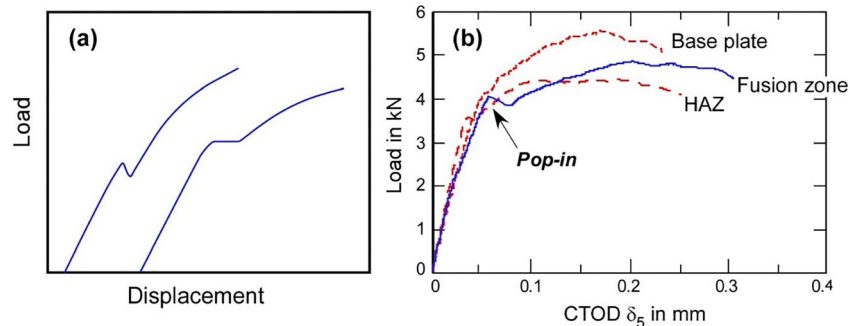 (a)
Load
Displacement
(b)
Load in kN
6
5
4
3
2
1
0
Base plate
Fusion zone
HAZ
Pop-in
0 0.1 0.2 0.3 0.4
CTOD δ5 in mm